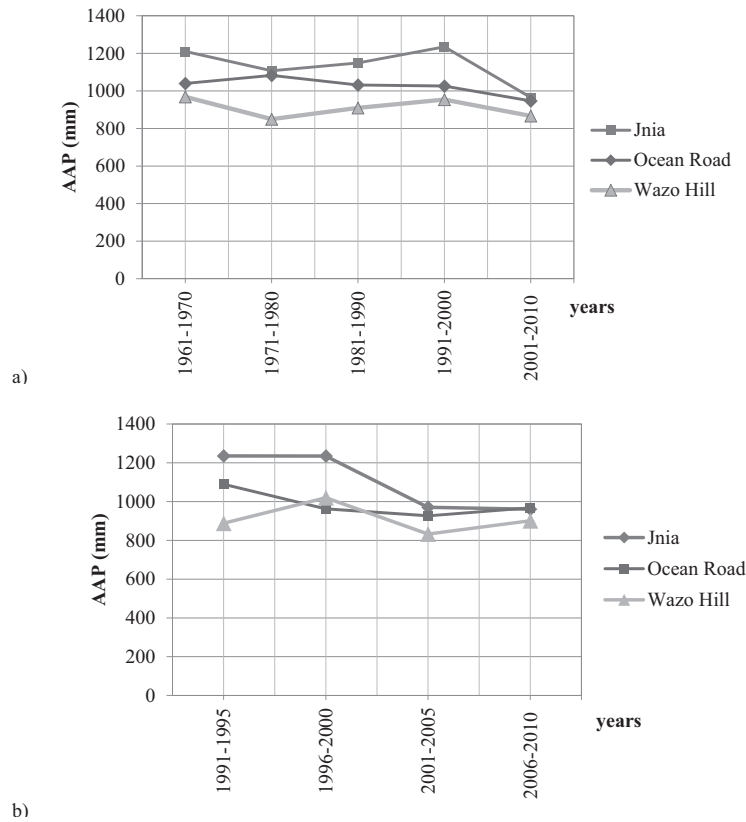 1400
1200
1000
800
600
400
200
0
AAP (mm)
1961-1970
1971-1980
1981-1990
1991-2000
2001-2010
years
Jnia
Ocean Road
Wazo Hill
a)
1400
1200
1000
800
600
400
200
0
AAP (mm)
1991-1995
1996-2000
2001-2005
2006-2010
years
Jnia
Ocean Road
Wazo Hill
b)